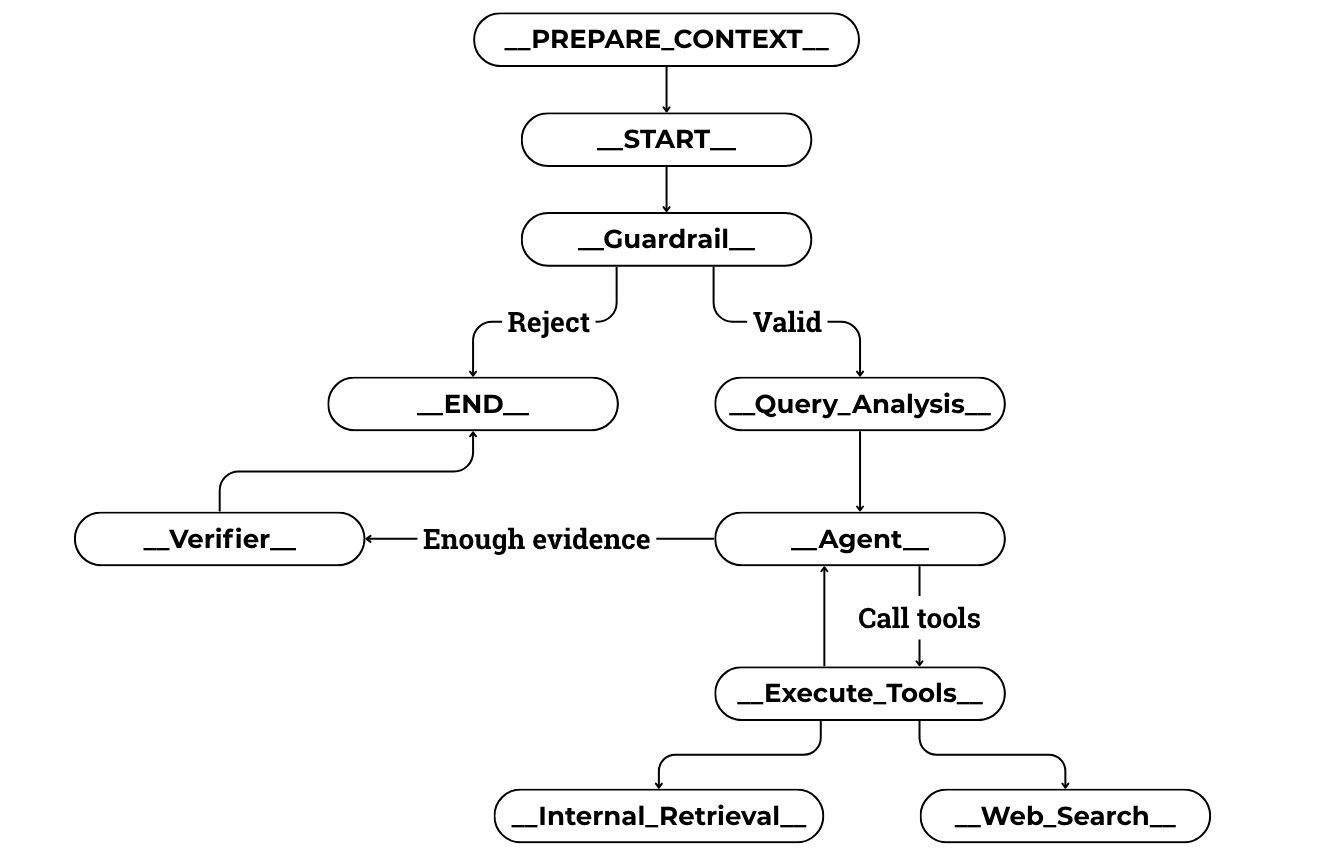 __PREPARE_CONTEXT__
__START__
__Guardrail__
Reject
Valid
__END__
__Query_Analysis__
__Verifier__
Enough evidence
__Agent__
Call tools
__Execute_Tools__
__Internal_Retrieval__
__Web_Search__